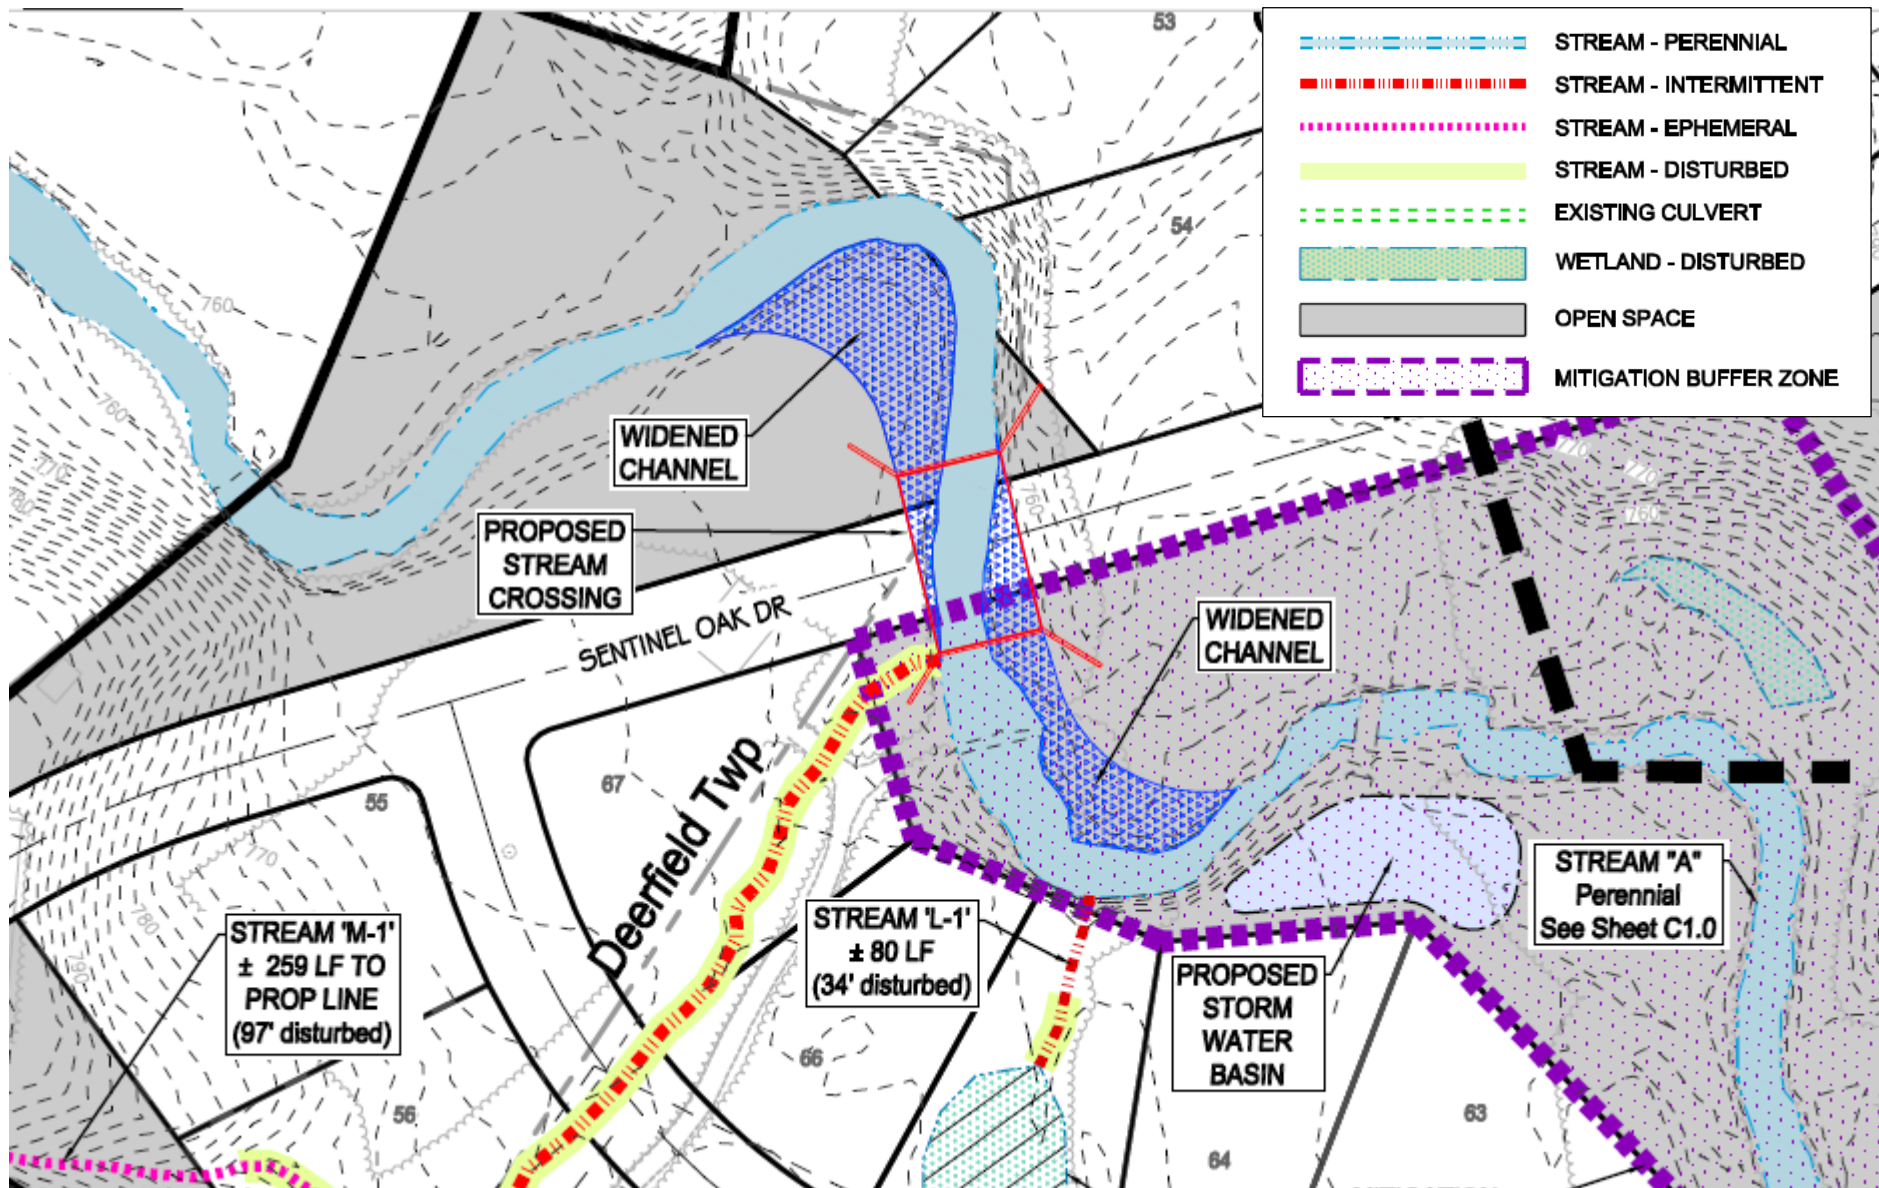 STREAM - PERENNIAL
STREAM - INTERMITTENT
STREAM - EPHEMERAL
STREAM - DISTURBED
EXISTING CULVERT
WETLAND - DISTURBED
OPEN SPACE
MITIGATION BUFFER ZONE
53
54
760
760
770
780
WIDENED
CHANNEL
PROPOSED
STREAM
CROSSING
760
770
770
760
SENTINEL OAK DR
WIDENED
CHANNEL
55
67
770
780
790
Deerfield Twp
STREAM 'M-1'
± 259 LF TO
PROP LINE
(97' disturbed)
STREAM 'L-1'
± 80 LF
(34' disturbed)
STREAM "A"
Perennial
See Sheet C1.0
PROPOSED
STORM
WATER
BASIN
66
56
63
64